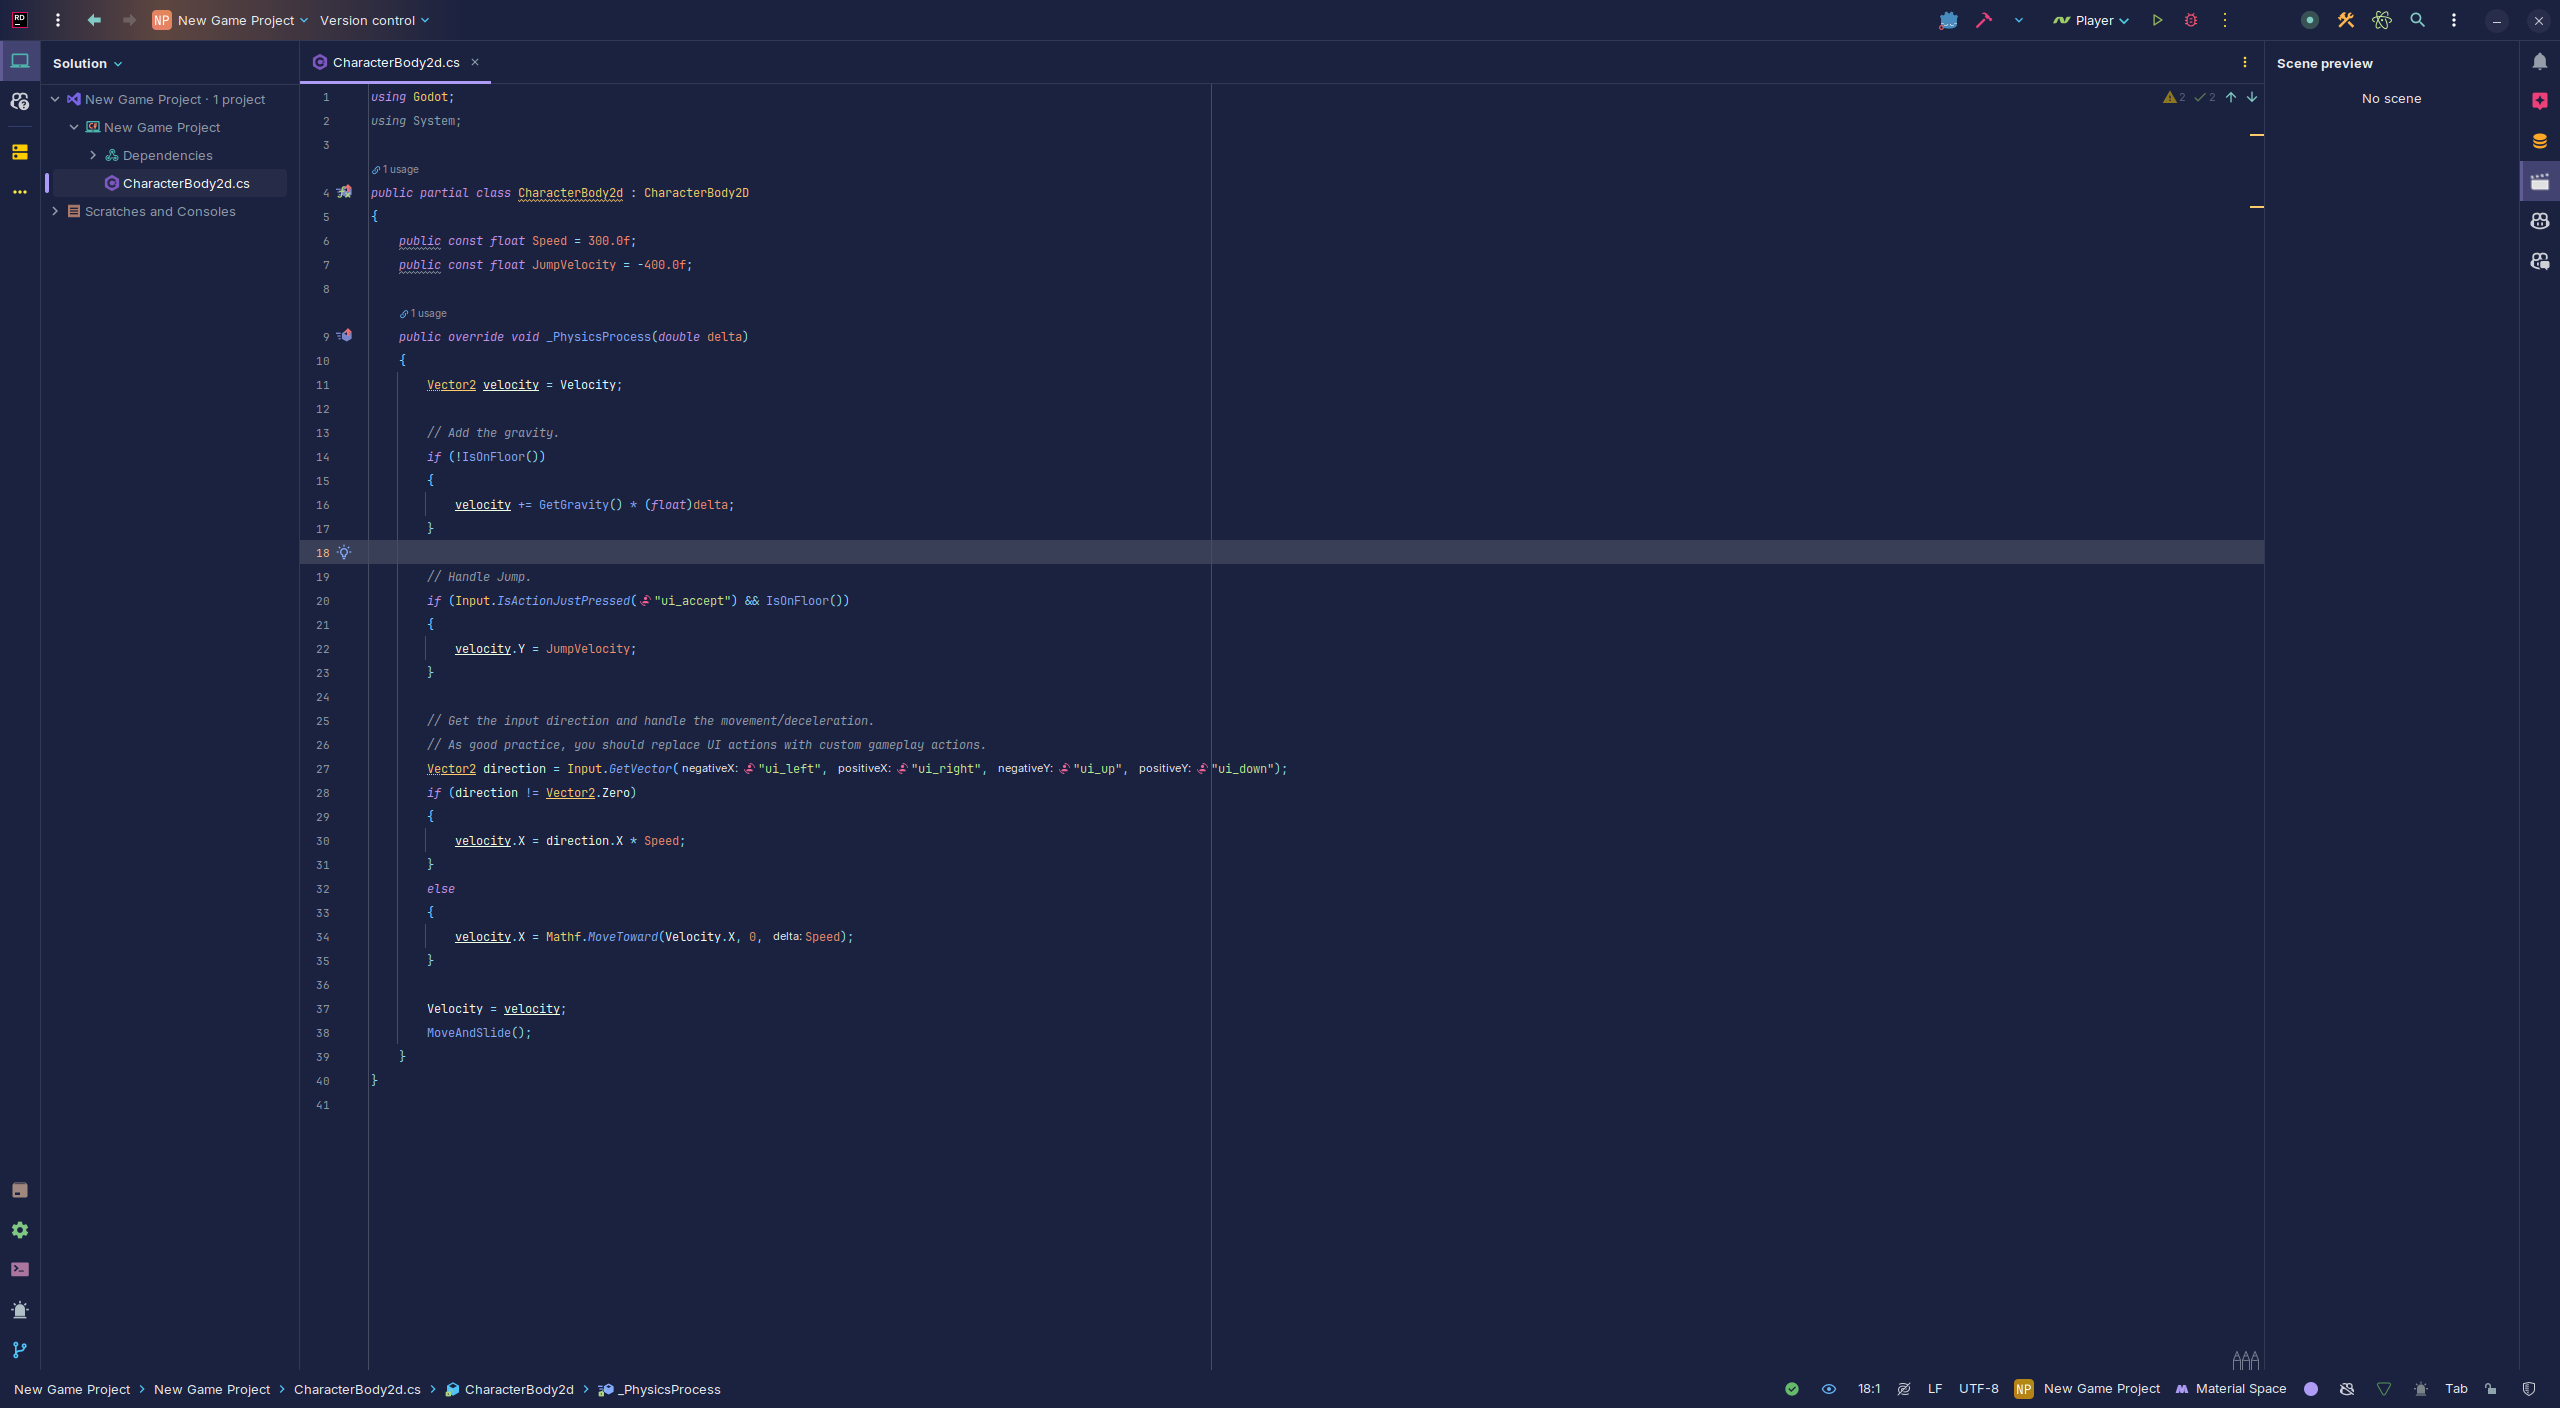 RD
NP New Game Project Version control
Player
Solution
CharacterBody2d.cs
Scene preview
No scene
New Game Project · 1 project
New Game Project
Dependencies
CharacterBody2d.cs
Scratches and Consoles
2 2
1 using Godot;
2 using System;
3
1 usage
4 public partial class CharacterBody2d : CharacterBody2D
5 {
6 public const float Speed = 300.0f;
7 public const float JumpVelocity = -400.0f;
8
1 usage
9 public override void _PhysicsProcess(double delta)
10 {
11 Vector2 velocity = Velocity;
12
13 // Add the gravity.
14 if (!IsOnFloor())
15 {
16 velocity += GetGravity() * (float)delta;
17 }
18
19 // Handle Jump.
20 if (Input.IsActionJustPressed("ui_accept") && IsOnFloor())
21 {
22 velocity.Y = JumpVelocity;
23 }
24
25 // Get the input direction and handle the movement/deceleration.
26 // As good practice, you should replace UI actions with custom gameplay actions.
27 Vector2 direction = Input.GetVector( negativeX: "ui_left", positiveX: "ui_right", negativeY: "ui_up", positiveY: "ui_down");
28 if (direction != Vector2.Zero)
29 {
30 velocity.X = direction.X * Speed;
31 }
32 else
33 {
34 velocity.X = Mathf.MoveToward(Velocity.X, 0, delta: Speed);
35 }
36
37 Velocity = velocity;
38 MoveAndSlide();
39 }
40 }
41
New Game Project New Game Project CharacterBody2d.cs CharacterBody2d _PhysicsProcess
18:1 LF UTF-8 NP New Game Project Material Space Tab